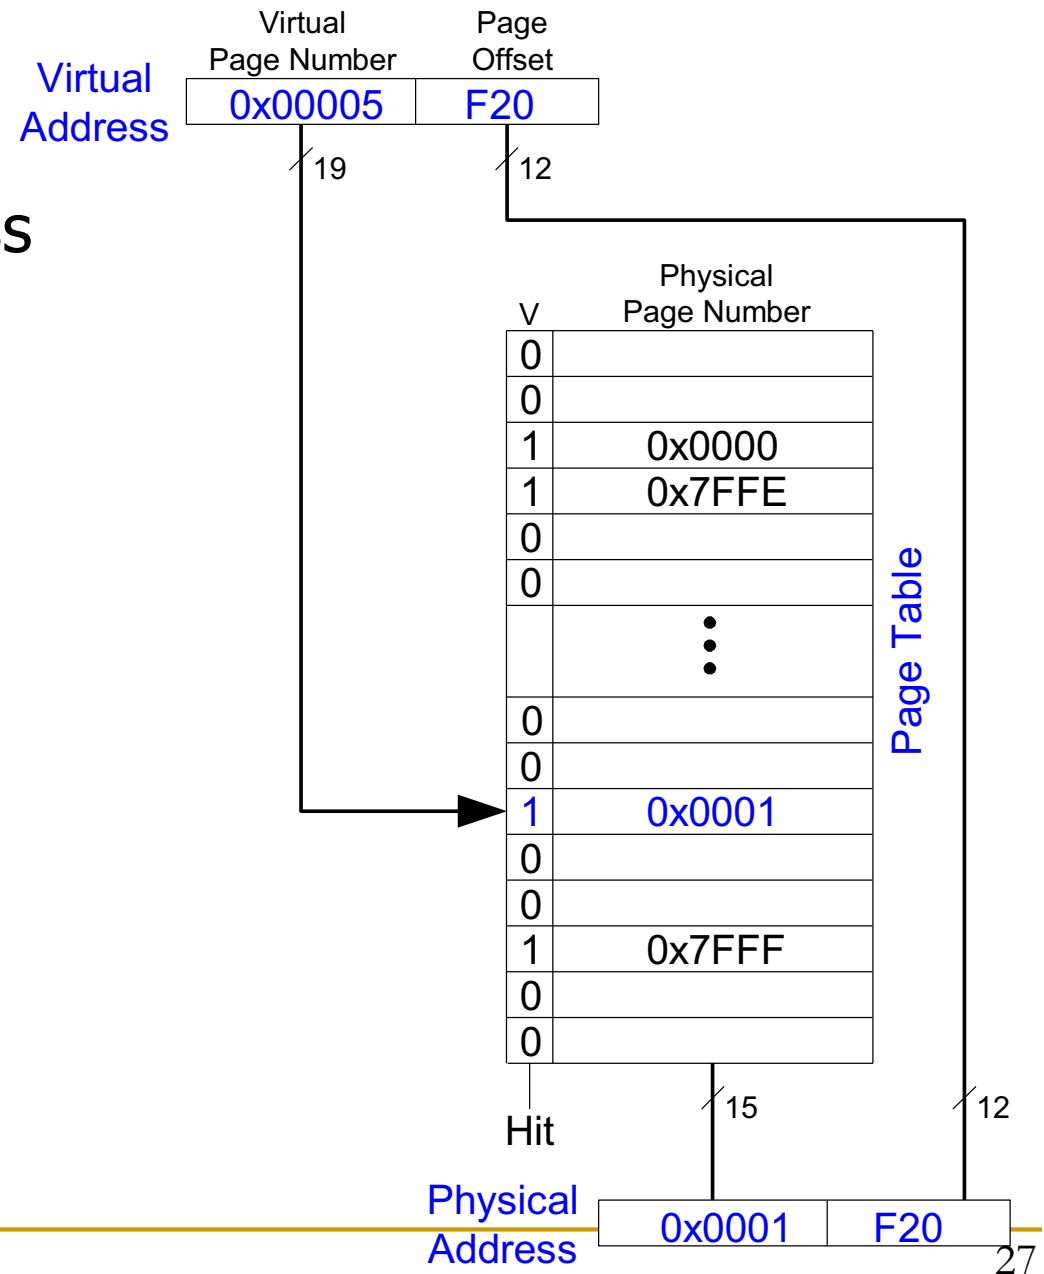 Virtual Page Number
Page Offset
Virtual Address
0x00005 F20
19 12
s
Physical Page Number
V
0
0
1 0x0000
1 0x7FFE
0
0
Page Table
0
0
1 0x0001
0
0
1 0x7FFF
0
0
15 12
Hit
Physical Address
0x0001 F20
27